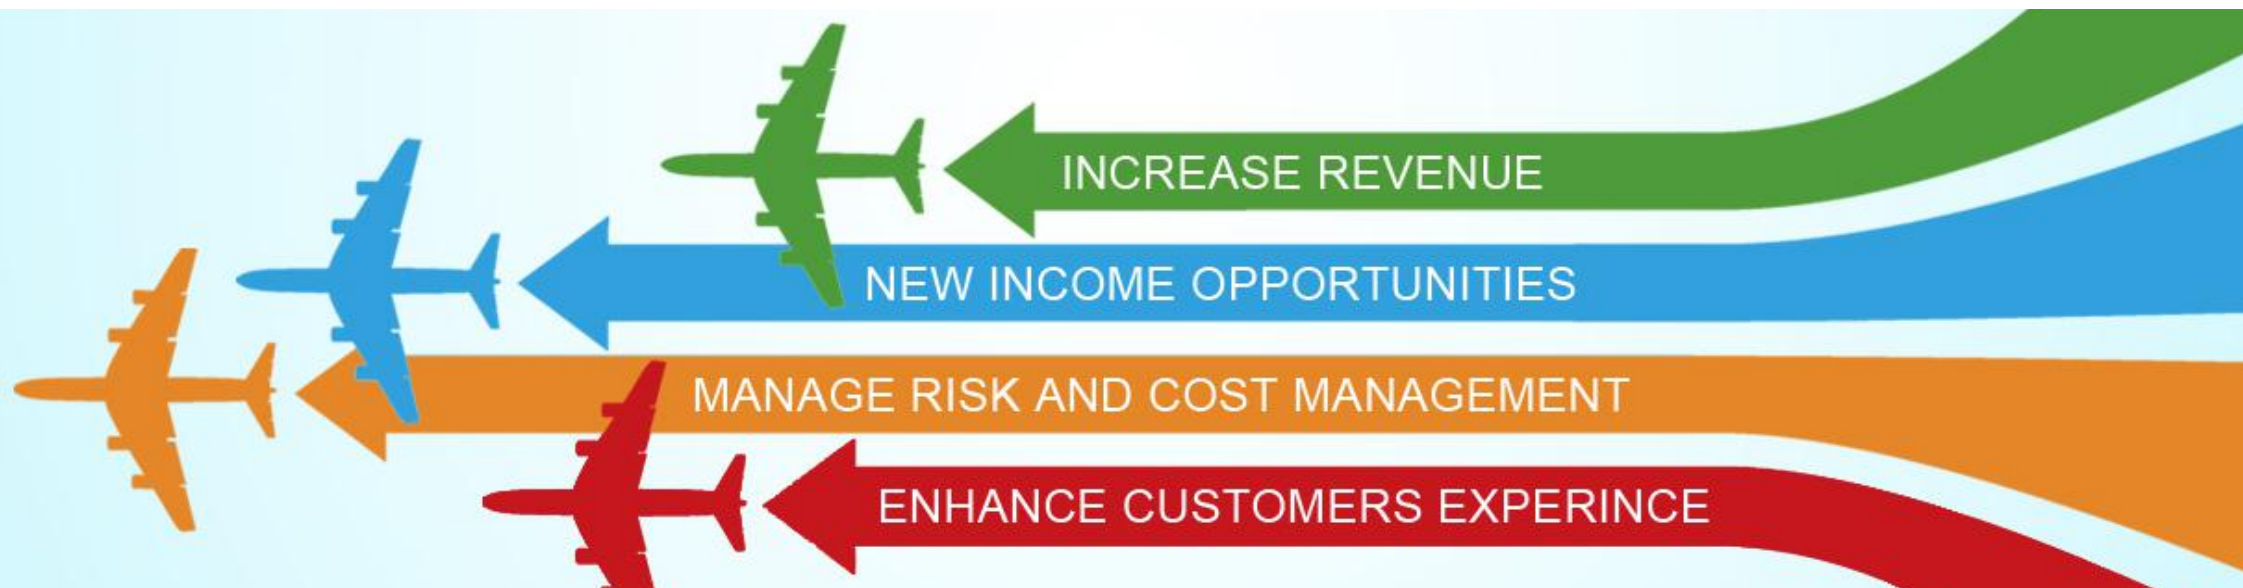 INCREASE REVENUE
NEW INCOME OPPORTUNITIES
MANAGE RISK AND COST MANAGEMENT
ENHANCE CUSTOMERS EXPERINCE